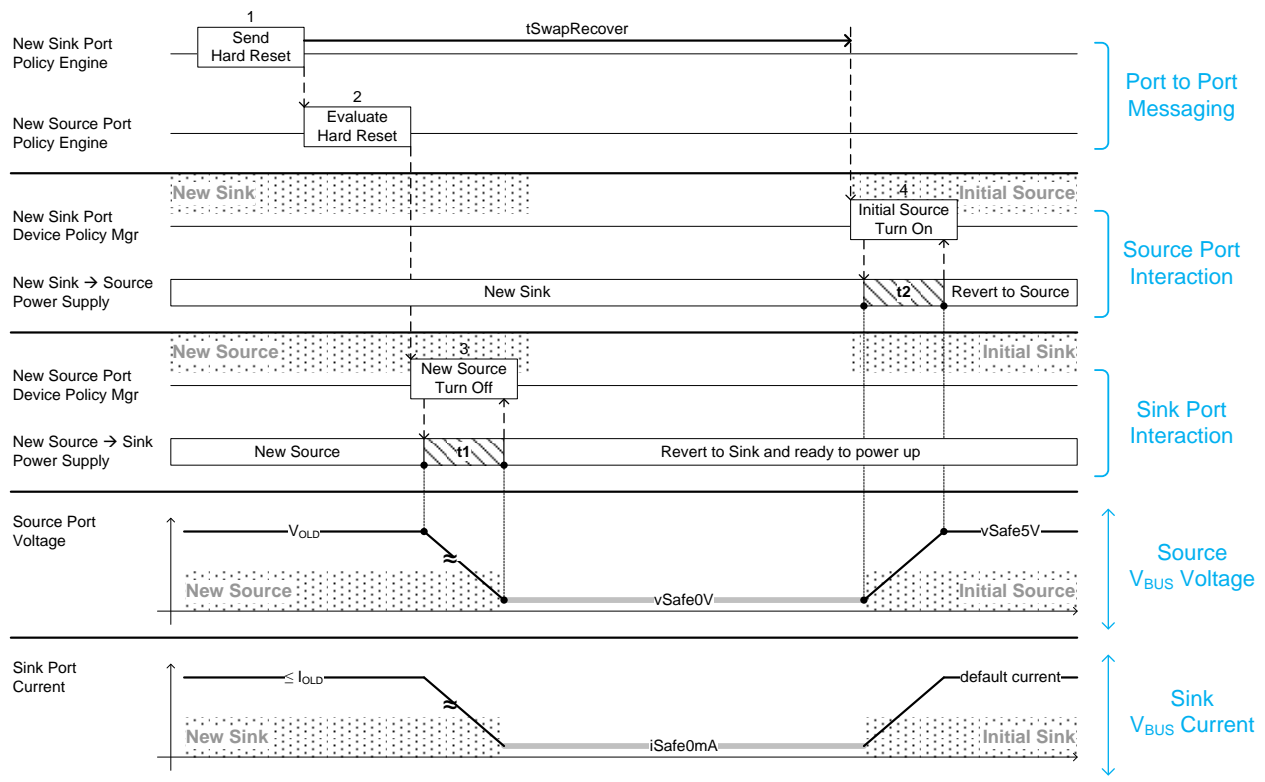 1
Send
Hard Reset
tSwapRecover
New Sink Port
Policy Engine
2
Evaluate
Hard Reset
New Source Port
Policy Engine
Port to Port
Messaging
New Sink
Initial Source
4
Initial Source
Turn On
New Sink Port
Device Policy Mgr
New Sink → Source
Power Supply
New Sink
t2
Revert to Source
Source Port
Interaction
New Source
Initial Sink
3
New Source
Turn Off
New Source Port
Device Policy Mgr
New Source → Sink
Power Supply
New Source
t1
Revert to Sink and ready to power up
Sink Port
Interaction
Source Port
Voltage
VOLD
vSafe5V
New Source
vSafe0V
Initial Source
Source
VBUS Voltage
Sink Port
Current
≤ IOLD
default current
New Sink
iSafe0mA
Initial Sink
Sink
VBUS Current